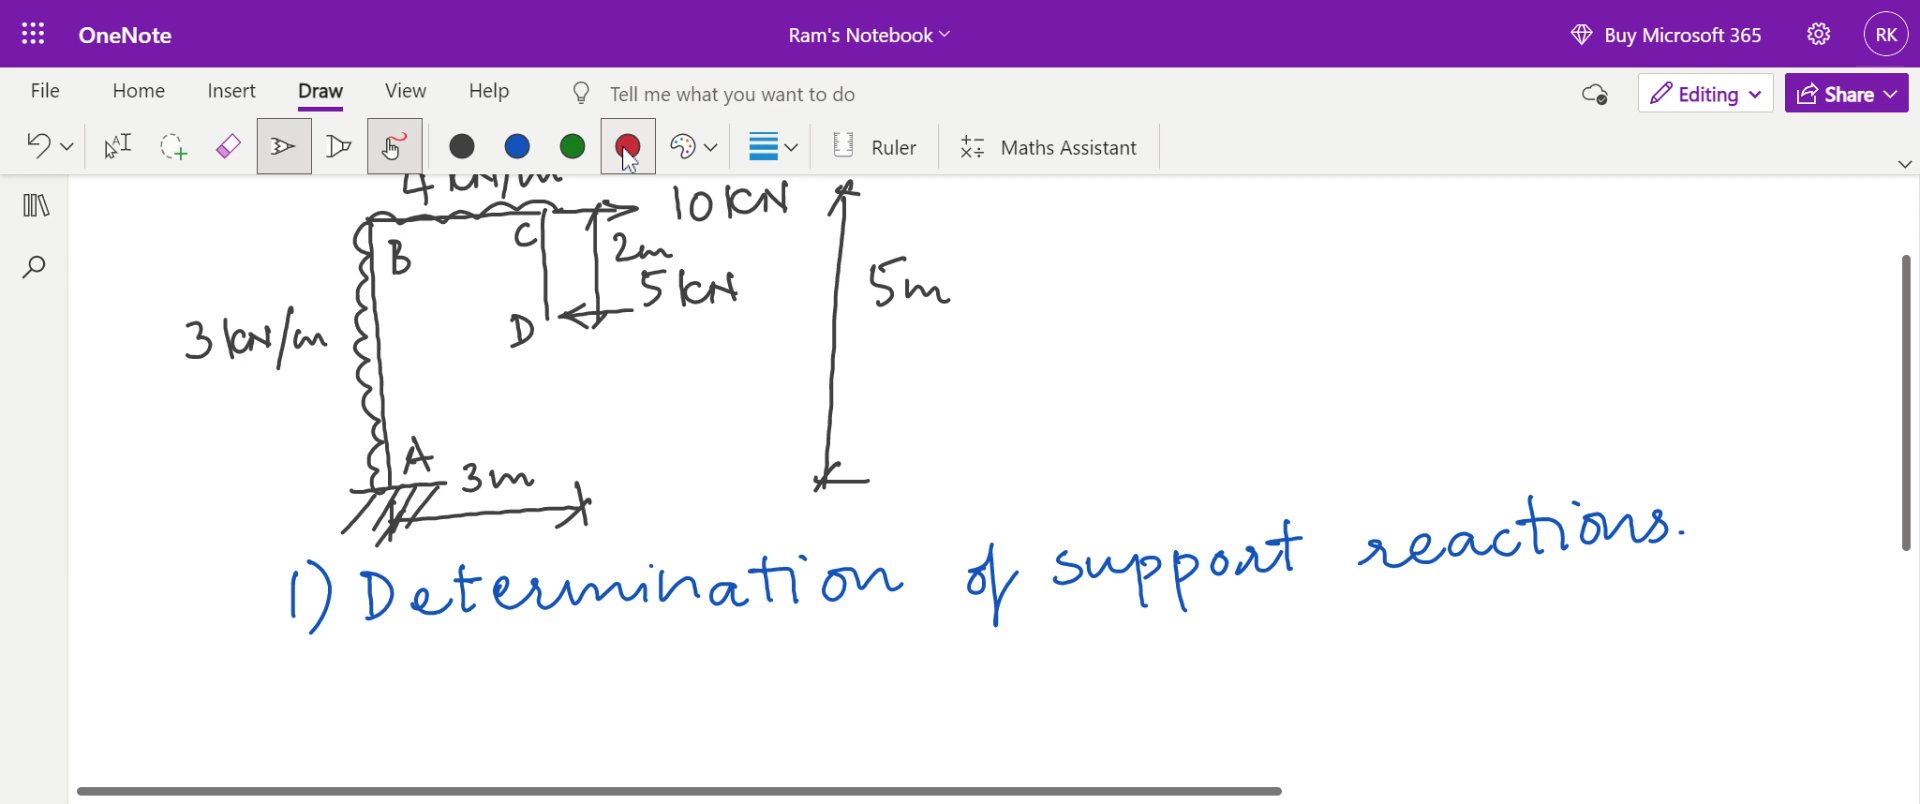 OneNote
Ram's Notebook
Buy Microsoft 365
RK
File Home Insert Draw View Help Tell me what you want to do
Editing
Share
Ruler
Maths Assistant
4 kN/m
10 KN
B
C
2m
5 kN
5m
3 kN/m
D
A
3m
1) Determination of support reactions.